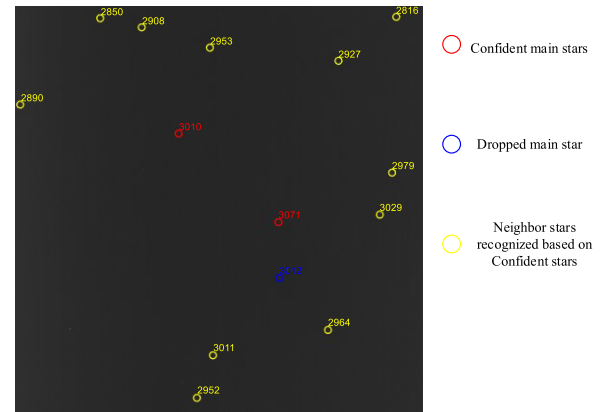 2850
2816
2908
2953
2927
2890
3010
2979
3029
3071
2964
3011
2952
Confident main stars
Dropped main star
Neighbor stars
recognized based on
Confident stars